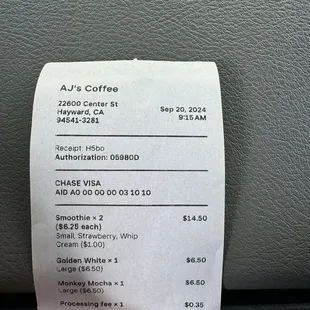 AJ's Coffee
22600 Center St
Hayward, CA
94541-3281
Sep 20, 2024
9:15 AM
Receipt: H5bo
Authorization: 05980D
CHASE VISA
AID A0 00 00 00 03 10 10
Smoothie × 2 $14.50
($6.25 each)
Small, Strawberry, Whip
Cream ($1.00)
Golden White × 1 $6.50
Large ($6.50)
Monkey Mocha × 1 $6.50
Large ($6.50)
Processing fee × 1 $0.35